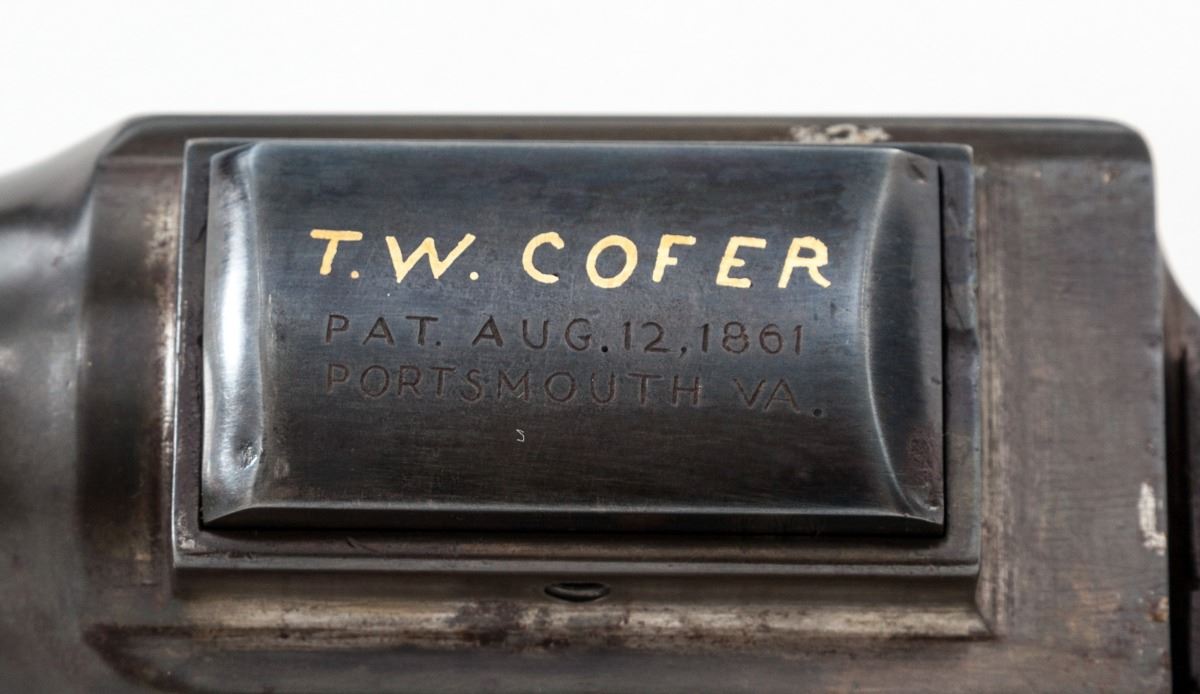 T. W. COFER
PAT. AUG. 12, 1861
PORTSMOUTH VA.